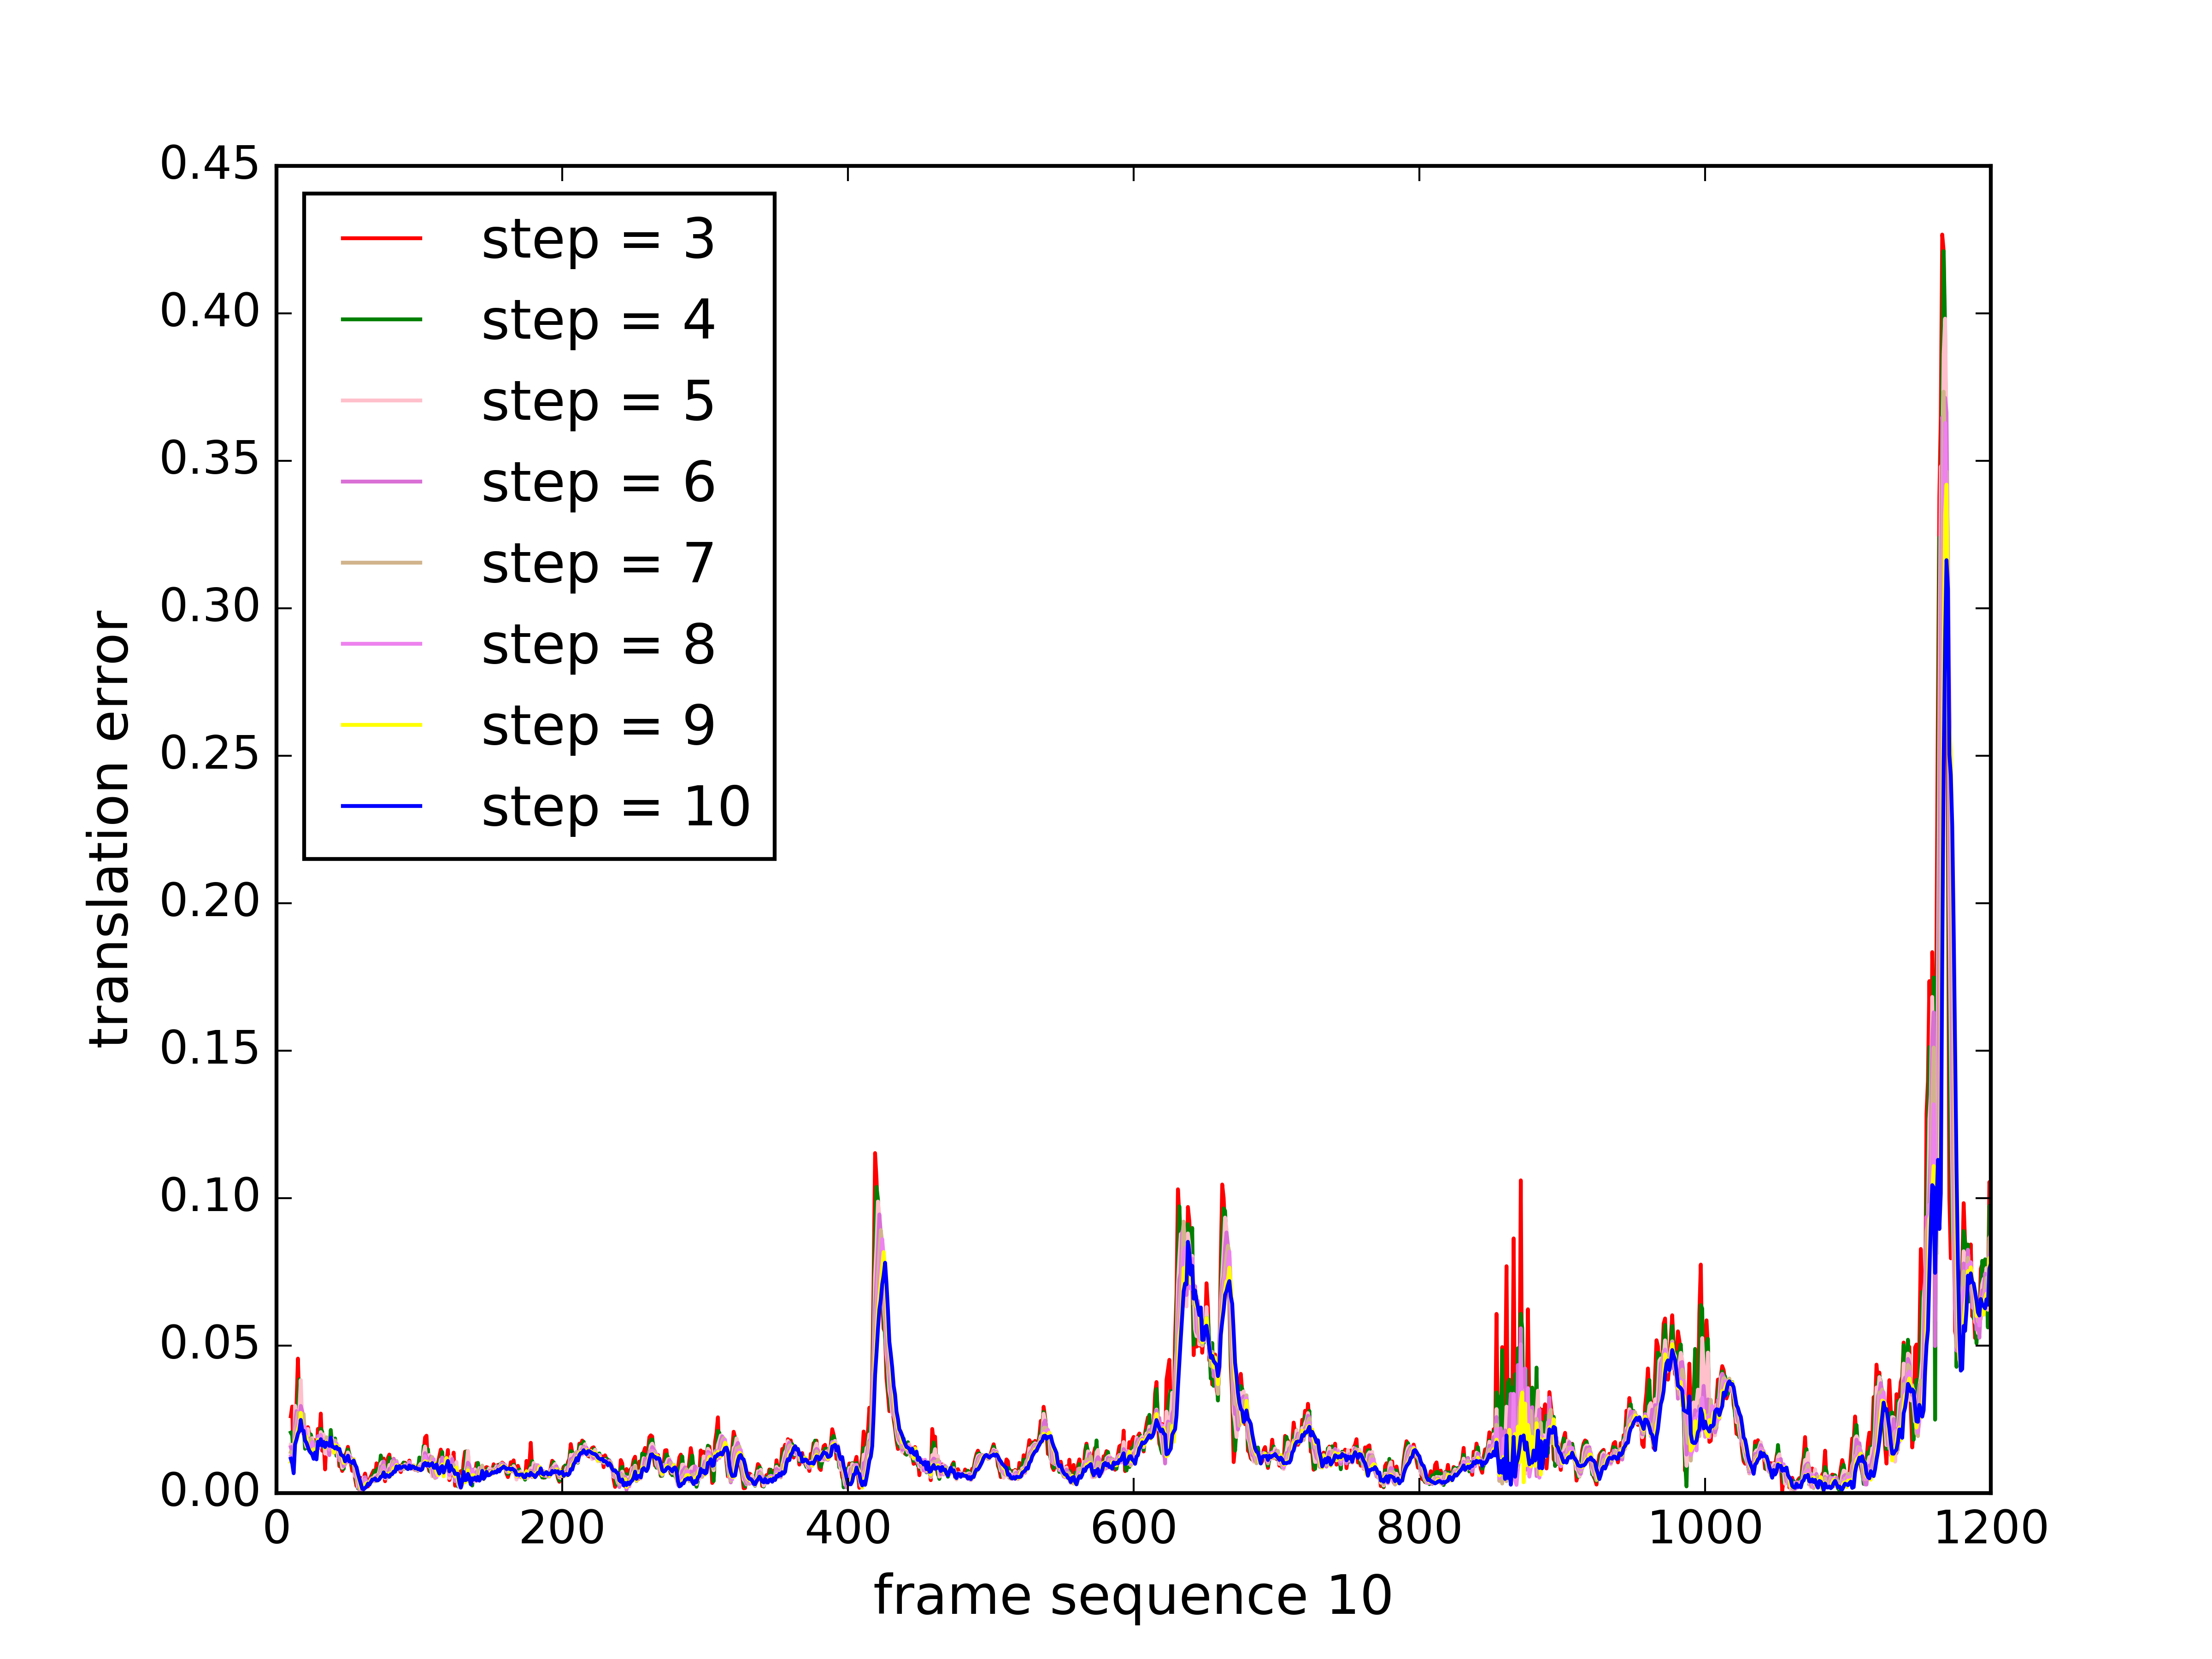 0.45
0.40
0.35
0.30
0.25
0.20
0.15
0.10
0.05
0.00
translation error
step = 3
step = 4
step = 5
step = 6
step = 7
step = 8
step = 9
step = 10
0 200 400 600 800 1000 1200
frame sequence 10